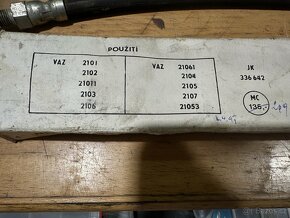 POUŽITÍ
VAZ 2101 VAZ 21061 JK
2102 2104 336 642
21011 2105
2103 2107 MC
2106 21053 136,-